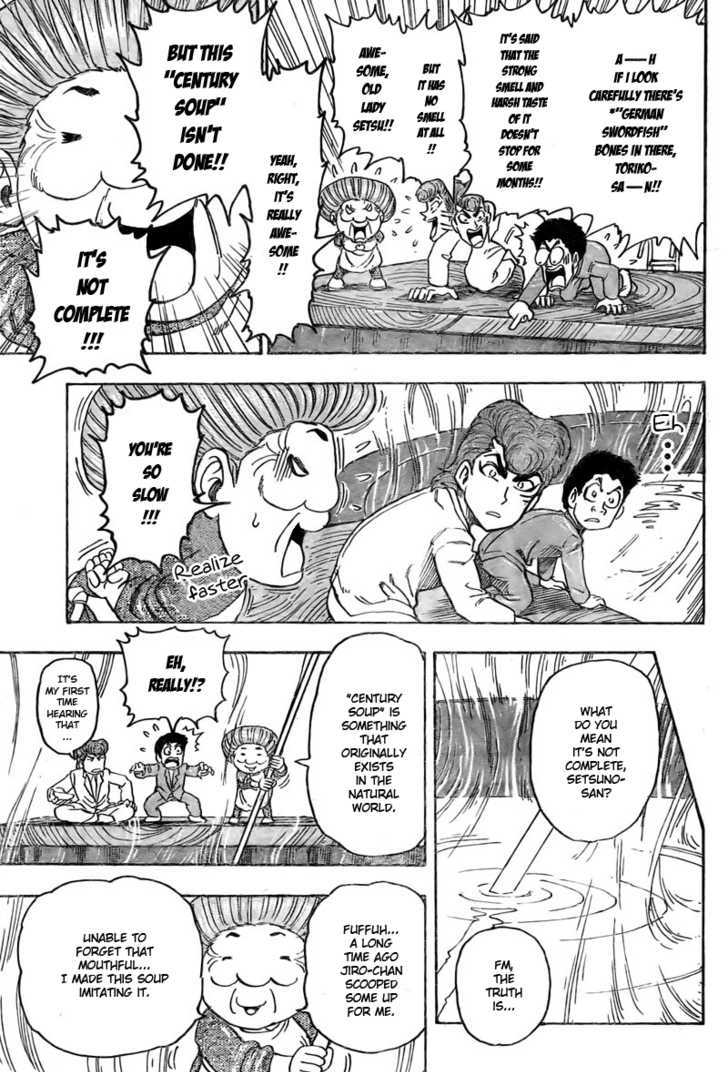 A——H
IF I LOOK
CAREFULLY THERE'S
*"GERMAN
SWORDFISH"
BONES IN THERE,
TORIKO-
SA——N!!
IT'S SAID
THAT THE
STRONG
SMELL AND
HARSH TASTE
OF IT
DOESN'T
STOP FOR
SOME
MONTHS!!
BUT
IT HAS
NO
SMELL
AT ALL
!!
AWE-
SOME,
OLD
LADY
SETSU!!
YEAH,
RIGHT,
IT'S
REALLY
AWE-
SOME
!!
BUT THIS
"CENTURY
SOUP"
ISN'T
DONE!!
IT'S
NOT
COMPLETE
!!!
Eh
...
YOU'RE
SO
SLOW
!!!
Realize
faster
WHAT
DO YOU
MEAN
IT'S NOT
COMPLETE,
SETSUNO-
SAN?
FM,
THE
TRUTH
IS...
"CENTURY
SOUP" IS
SOMETHING
THAT
ORIGINALLY
EXISTS
IN THE
NATURAL
WORLD.
EH,
REALLY!?
IT'S
MY FIRST
TIME
HEARING
THAT
...
FUFFUH...
A LONG
TIME AGO
JIRO-CHAN
SCOOPED
SOME UP
FOR ME.
UNABLE TO
FORGET THAT
MOUTHFUL...
I MADE THIS SOUP
IMITATING IT.